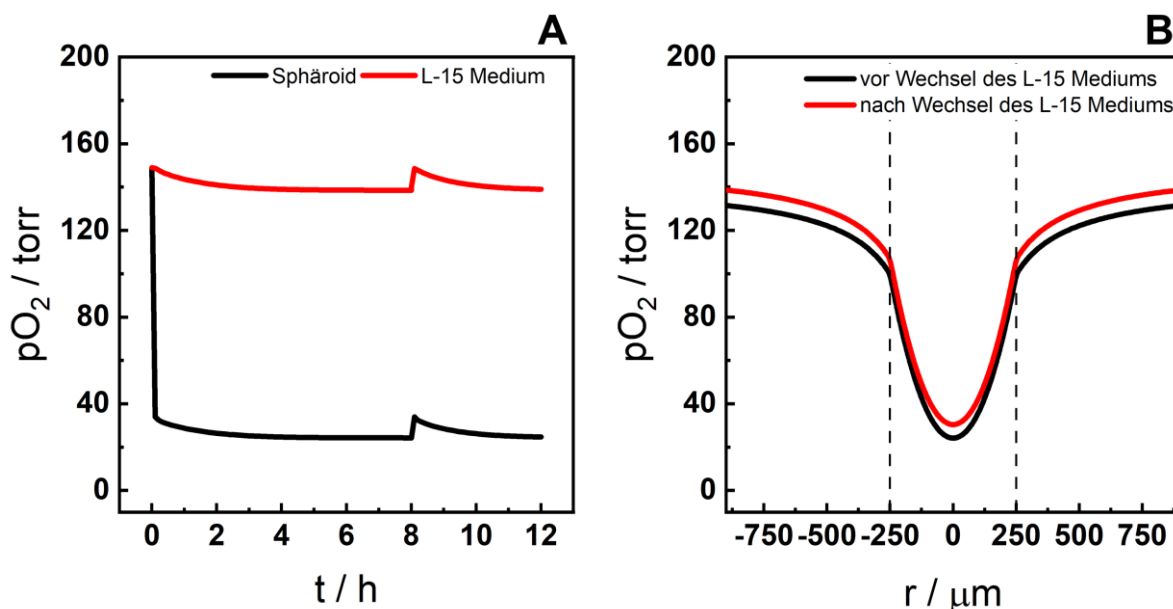 A
200
160
120
80
40
0
pO₂ / torr
Sphäroid L-15 Medium
0 2 4 6 8 10 12
t / h
B
200
160
120
80
40
0
pO₂ / torr
vor Wechsel des L-15 Mediums
nach Wechsel des L-15 Mediums
-750 -500 -250 0 250 500 750
r / μm